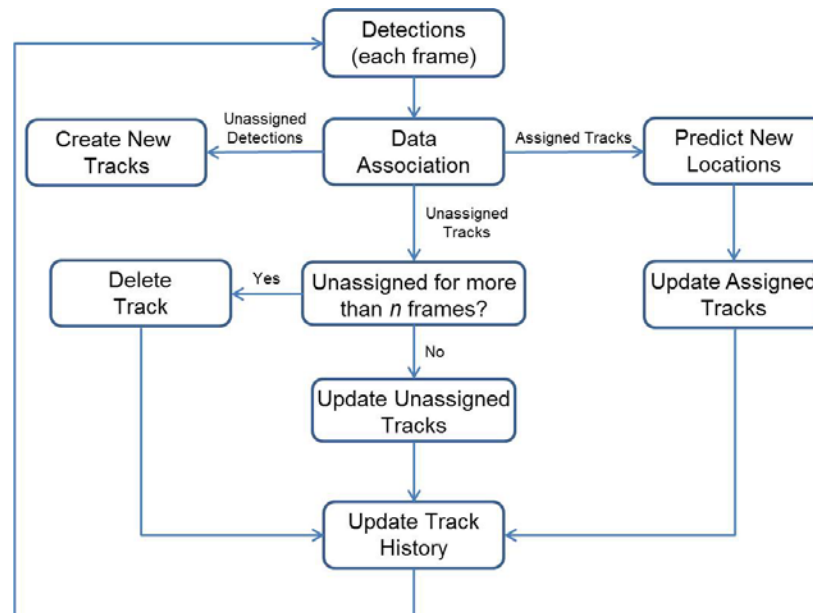 Detections
(each frame)
Unassigned
Detections
Create New
Tracks
Data
Association
Assigned Tracks
Predict New
Locations
Unassigned
Tracks
Delete
Track
Yes
Unassigned for more
than n frames?
Update Assigned
Tracks
No
Update Unassigned
Tracks
Update Track
History